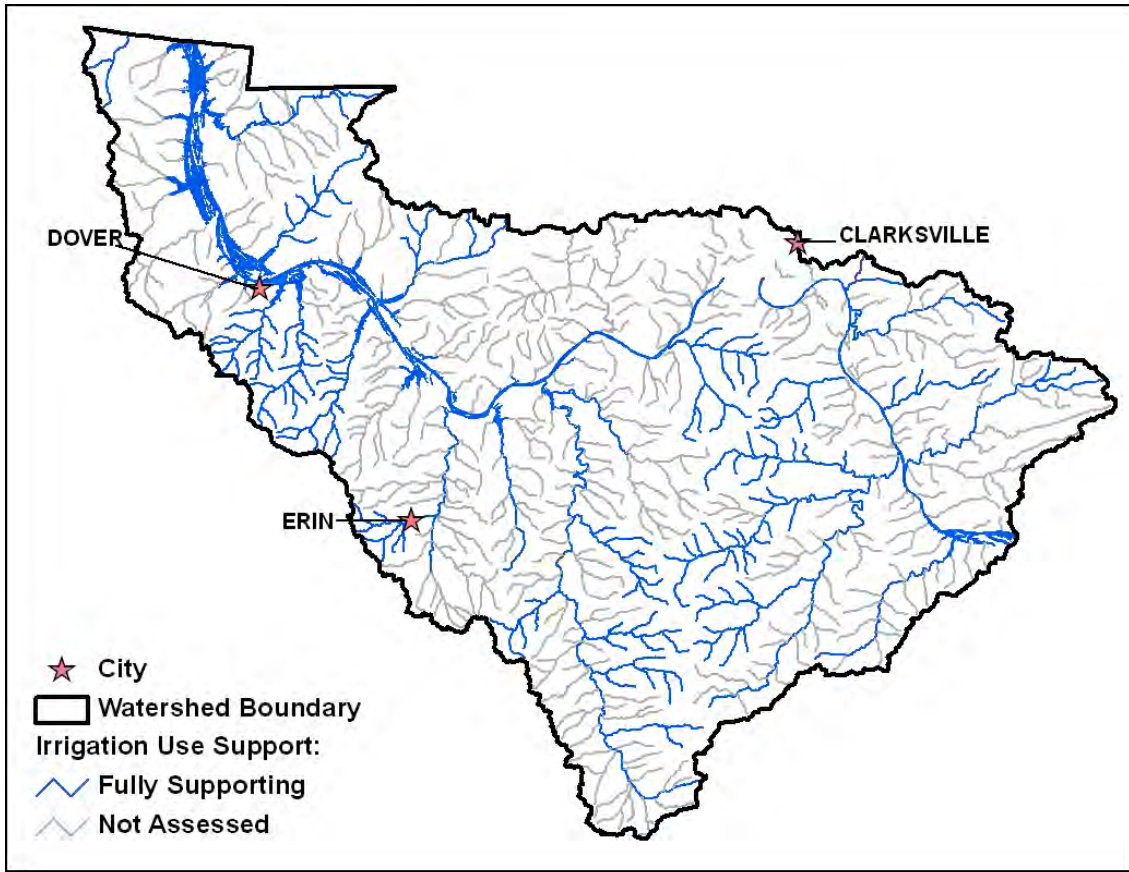 DOVER
CLARKSVILLE
ERIN
City
Watershed Boundary
Irrigation Use Support:
Fully Supporting
Not Assessed